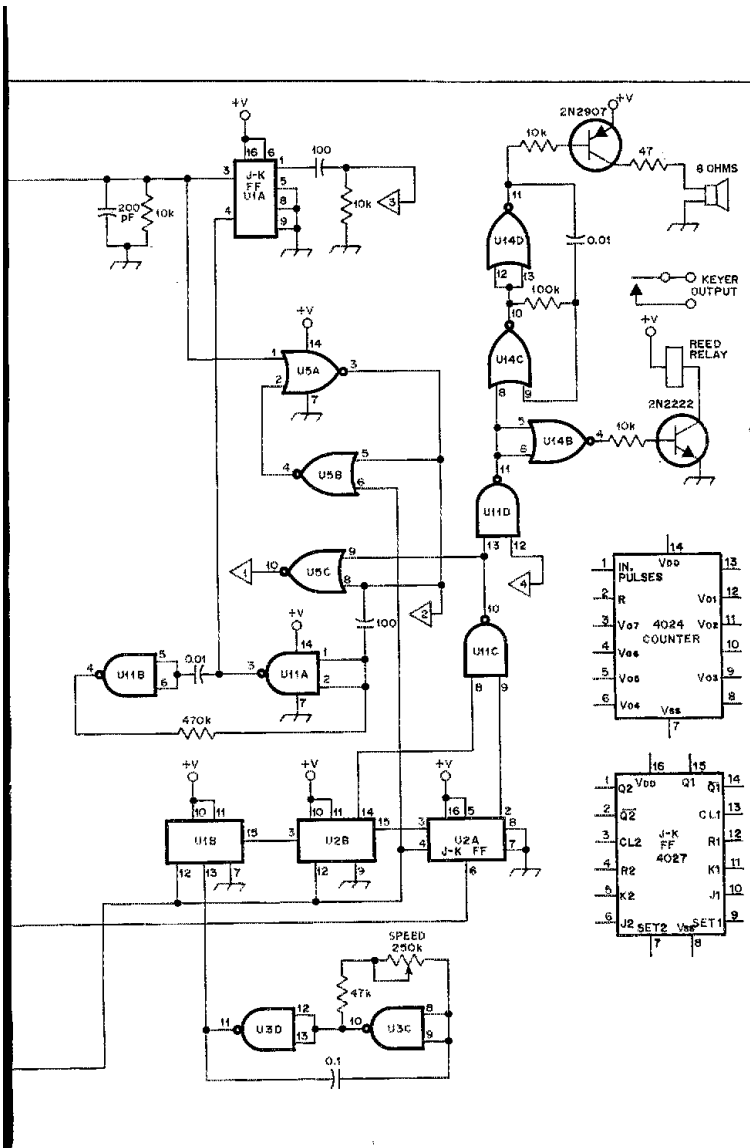 +V
16 6
3
J-K
FF
U1A
1
5
8
9
4
100
10k
3
200
pF
10k
2N2907
+V
10k
47
8 OHMS
11
U14D
12 13
0.01
100k
10
U14C
8 9
KEYER
OUTPUT
+V
REED
RELAY
2N2222
5
6
U14B
4
10k
+V
14
1
2
U5A
3
7
4
U5B
5
6
11
U11D
13 12
4
1
10
U5C
9
8
2
100
10
U11C
8 9
4
U11B
5
6
0.01
3
U11A
+V
14
1
2
7
470k
+V
10 11
U1B
15
12 13 7
+V
10 11
14
3
U2B
15
12 9
+V
16 5
2
3
U2A
J-K FF
8
7
4
6
SPEED
250k
47k
11
U3D
12
13
10
U3C
8
9
0.1
14
VDD
1 IN.
PULSES
13
2 R
VO1 12
3 VO7
4024
COUNTER
VO2 11
4 VO6
10
5 VO5
VO3 9
6 VO4
8
VSS
7
16 15
VDD Q1
1 Q2
Q̅1̅ 14
2 Q̅2̅
CL1 13
3 CL2
J-K
FF
4027
R1 12
4 R2
K1 11
5 K2
J1 10
6 J2
SET2 VSS SET1 9
7 8